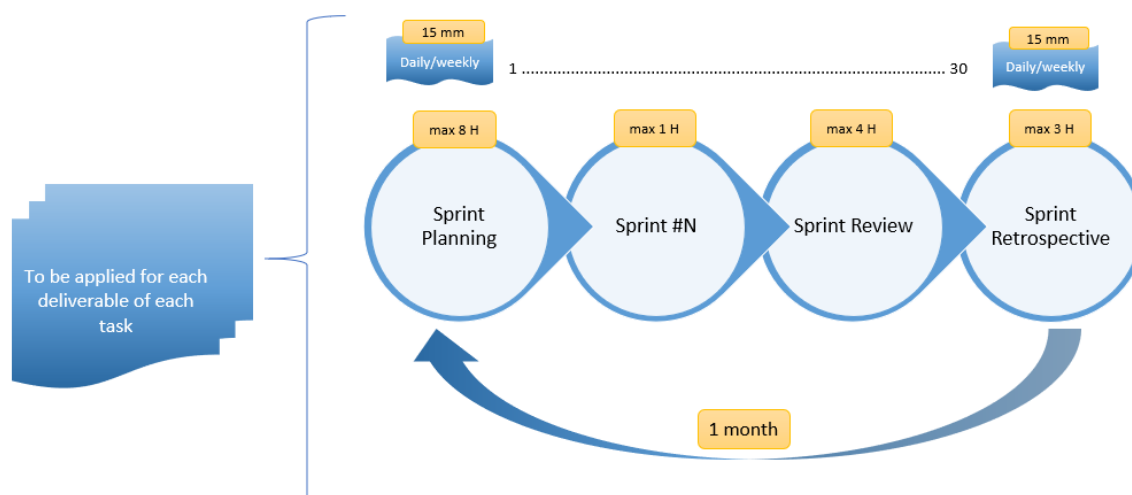 15 mm
Daily/weekly
1 ........................................................................ 30
15 mm
Daily/weekly
max 8 H
max 1 H
max 4 H
max 3 H
Sprint
Planning
Sprint #N
Sprint Review
Sprint
Retrospective
To be applied for each
deliverable of each
task
1 month